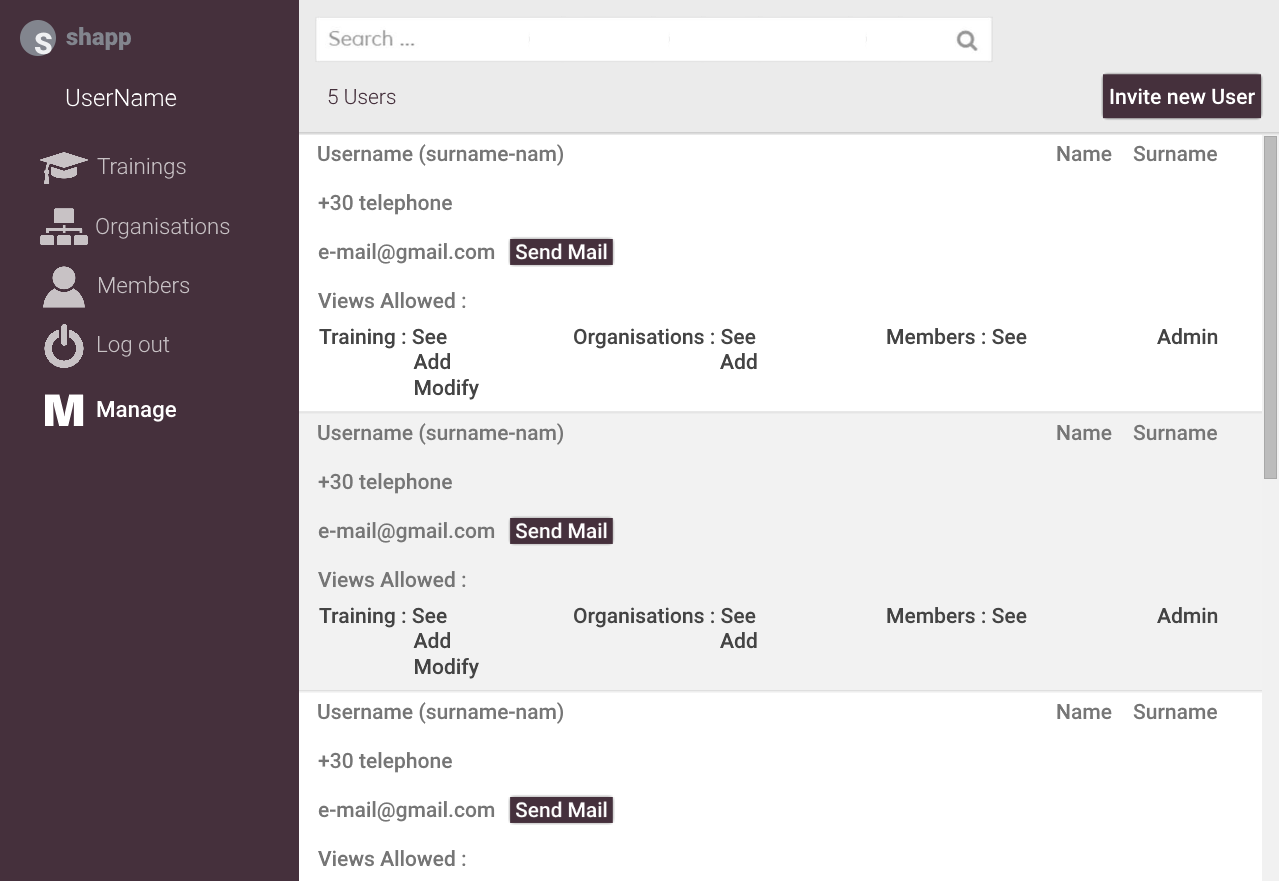 S shapp
UserName
Trainings
Organisations
Members
Log out
M Manage
Search ...
5 Users
Invite new User
Username (surname-nam) Name Surname
+30 telephone
e-mail@gmail.com Send Mail
Views Allowed :
Training : See Organisations : See Members : See Admin
Add Add
Modify
Username (surname-nam) Name Surname
+30 telephone
e-mail@gmail.com Send Mail
Views Allowed :
Training : See Organisations : See Members : See Admin
Add Add
Modify
Username (surname-nam) Name Surname
+30 telephone
e-mail@gmail.com Send Mail
Views Allowed :